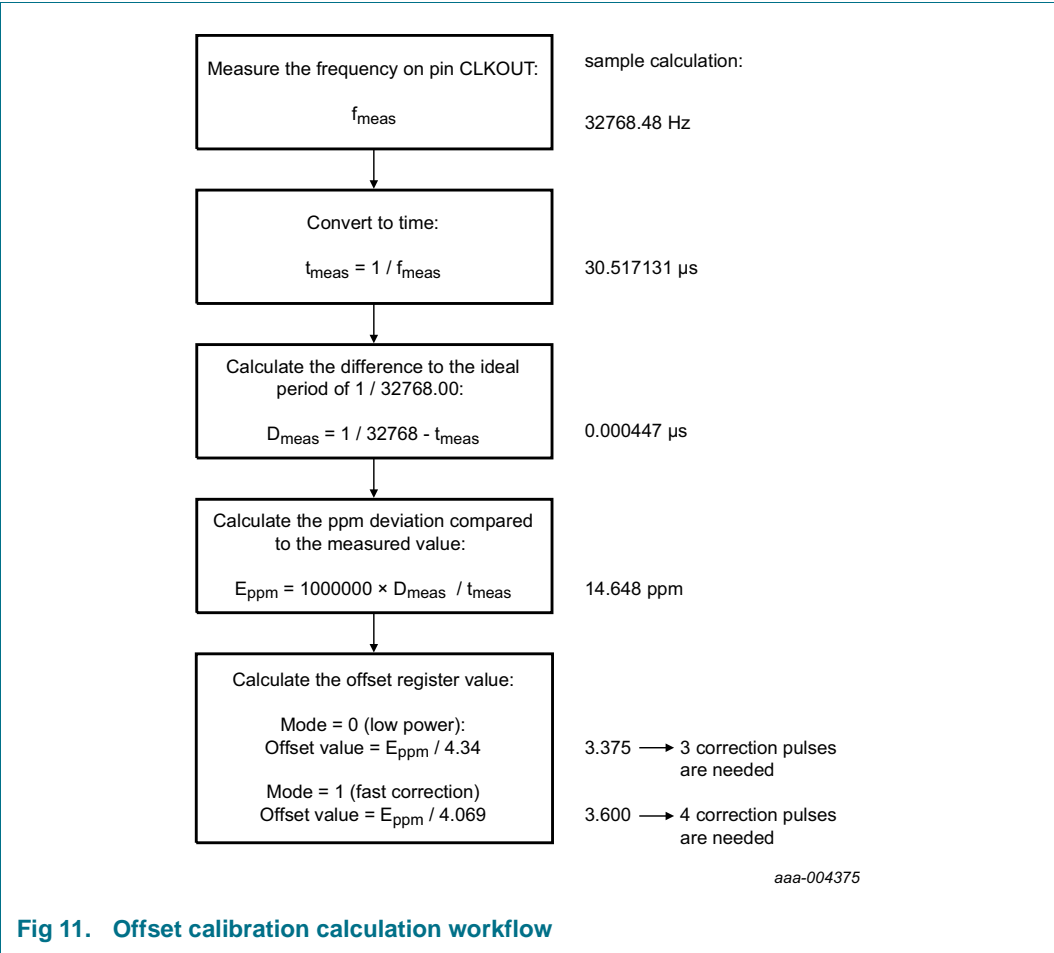 Measure the frequency on pin CLKOUT:
fmeas
sample calculation:
32768.48 Hz
Convert to time:
tmeas = 1 / fmeas
30.517131 µs
Calculate the difference to the ideal
period of 1 / 32768.00:
Dmeas = 1 / 32768 - tmeas
0.000447 µs
Calculate the ppm deviation compared
to the measured value:
Eppm = 1000000 × Dmeas / tmeas
14.648 ppm
Calculate the offset register value:
Mode = 0 (low power):
Offset value = Eppm / 4.34
3.375 → 3 correction pulses
are needed
Mode = 1 (fast correction)
Offset value = Eppm / 4.069
3.600 → 4 correction pulses
are needed
aaa-004375
Fig 11. Offset calibration calculation workflow